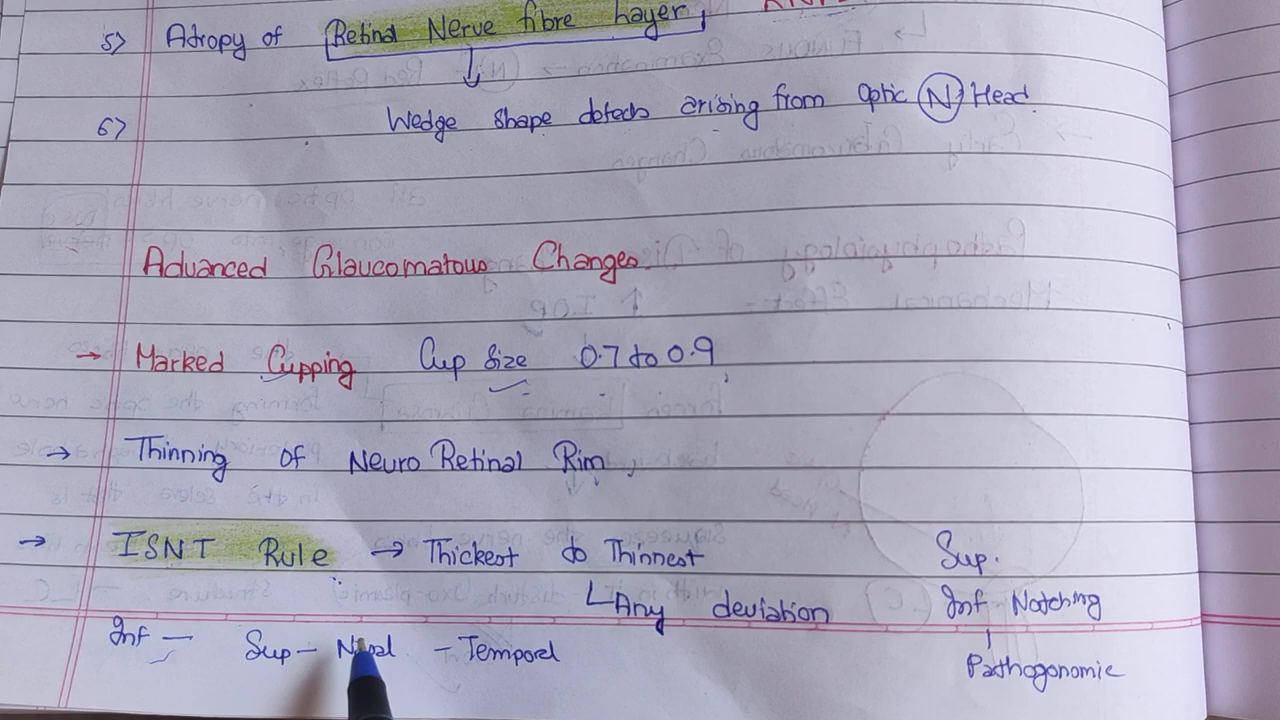 5) Atropy of Retinal Nerve fibre Layer,
6) Wedge shape defects arising from Optic N Head
Advanced Glaucomatous Changes.
→ Marked Cupping Cup Size 0.7 to 0.9,
→ Thinning of Neuro Retinal Rim,
→ ISNT Rule → Thickest to Thinnest Sup.
Any deviation Inf Notching
Inf — Sup — Nasal - Temporal
Pathogonomic